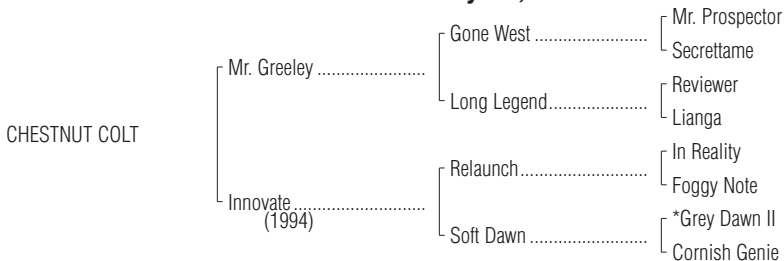 Mr. Prospector
Gone West ........................
Secrettame
Mr. Greeley .......................
Reviewer
Long Legend.....................
Lianga
CHESTNUT COLT
In Reality
Relaunch...........................
Foggy Note
Innovate ............................
(1994)
*Grey Dawn II
Soft Dawn .........................
Cornish Genie